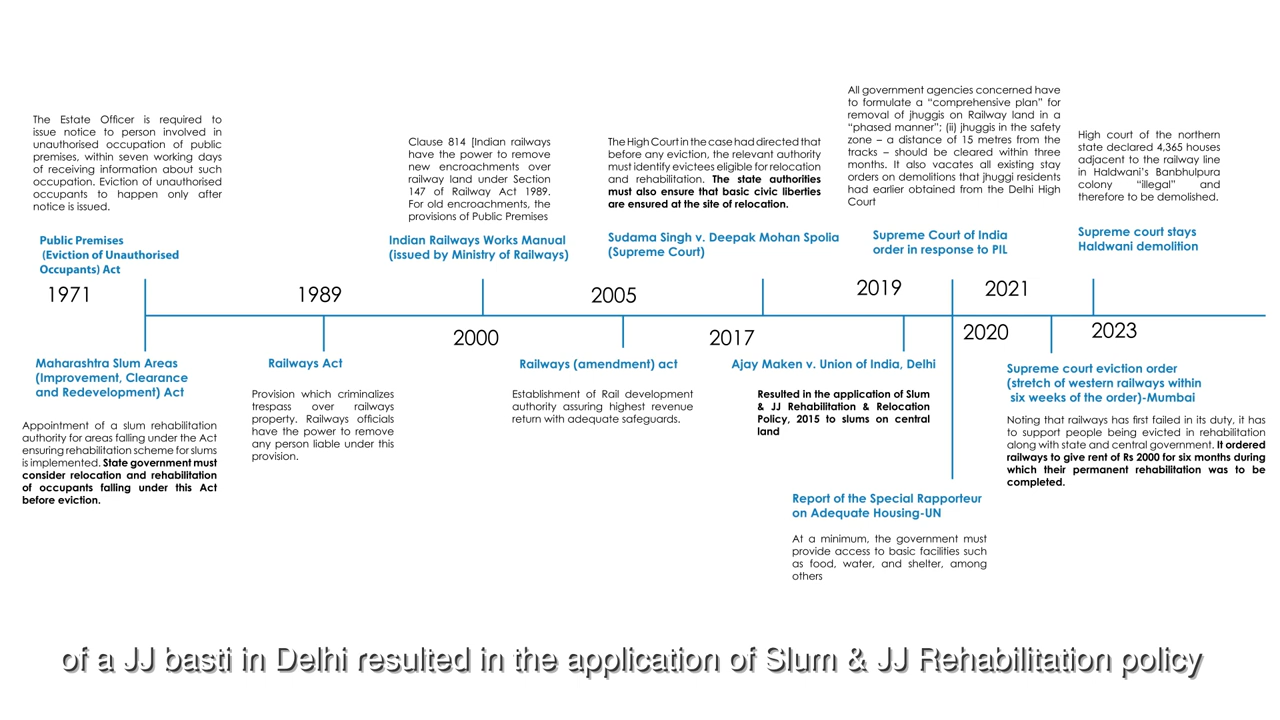 The Estate Officer is required to
issue notice to person involved in
unauthorised occupation of public
premises, within seven working days
of receiving information about such
occupation. Eviction of unauthorised
occupants to happen only after
notice is issued.
Public Premises
(Eviction of Unauthorised
Occupants) Act
1971
Maharashtra Slum Areas
(Improvement, Clearance
and Redevelopment) Act
Appointment of a slum rehabilitation
authority for areas falling under the Act
ensuring rehabilitation scheme for slums
is implemented. State government must
consider relocation and rehabilitation
of occupants falling under this Act
before eviction.
1989
Railways Act
Provision which criminalizes
trespass over railways
property. Railways officials
have the power to remove
any person liable under this
provision.
Clause 814 [Indian railways
have the power to remove
new encroachments over
railway land under Section
147 of Railway Act 1989.
For old encroachments, the
provisions of Public Premises
Indian Railways Works Manual
(issued by Ministry of Railways)
2000
2005
Railways (amendment) act
Establishment of Rail development
authority assuring highest revenue
return with adequate safeguards.
The High Court in the case had directed that
before any eviction, the relevant authority
must identify evictees eligible for relocation
and rehabilitation. The state authorities
must also ensure that basic civic liberties
are ensured at the site of relocation.
Sudama Singh v. Deepak Mohan Spolia
(Supreme Court)
2017
Ajay Maken v. Union of India, Delhi
Resulted in the application of Slum
& JJ Rehabilitation & Relocation
Policy, 2015 to slums on central
land
2019
All government agencies concerned have
to formulate a “comprehensive plan” for
removal of jhuggis on Railway land in a
“phased manner”; (ii) jhuggis in the safety
zone – a distance of 15 metres from the
tracks – should be cleared within three
months. It also vacates all existing stay
orders on demolitions that jhuggi residents
had earlier obtained from the Delhi High
Court
Supreme Court of India
order in response to PIL
2020
Report of the Special Rapporteur
on Adequate Housing-UN
At a minimum, the government must
provide access to basic facilities such
as food, water, and shelter, among
others
2021
Supreme court eviction order
(stretch of western railways within
six weeks of the order)-Mumbai
Noting that railways has first failed in its duty, it has
to support people being evicted in rehabilitation
along with state and central government. It ordered
railways to give rent of Rs 2000 for six months during
which their permanent rehabilitation was to be
completed.
High court of the northern
state declared 4,365 houses
adjacent to the railway line
in Haldwani’s Banbhulpura
colony “illegal” and
therefore to be demolished.
Supreme court stays
Haldwani demolition
2023
of a JJ basti in Delhi resulted in the application of Slum & JJ Rehabilitation policy